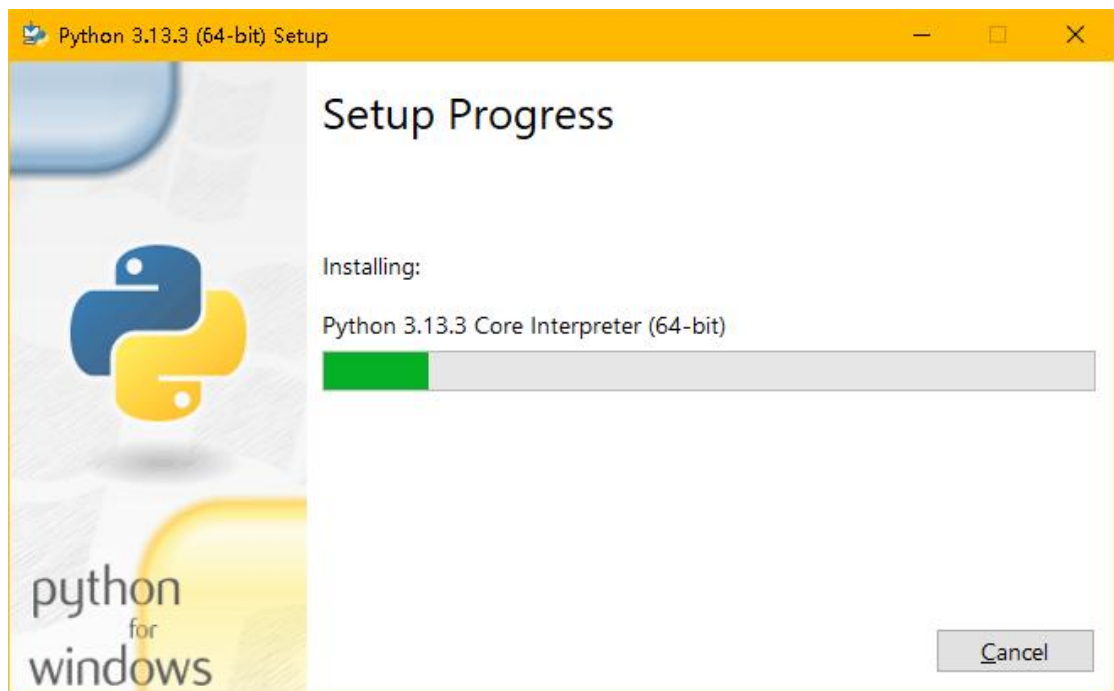 Python 3.13.3 (64-bit) Setup
Setup Progress
Installing:
Python 3.13.3 Core Interpreter (64-bit)
python
for
windows
Cancel